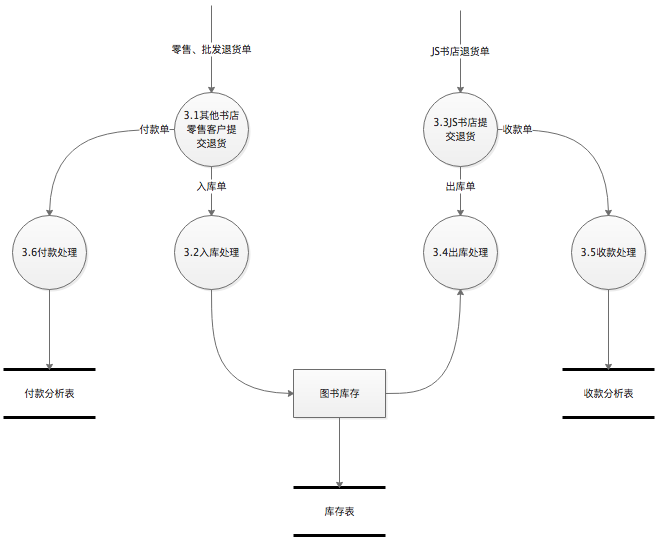 零售、批发退货单
JS书店退货单
3.1其他书店
零售客户提
交退货
3.3JS书店提
交退货
付款单
收款单
入库单
出库单
3.6付款处理
3.2入库处理
3.4出库处理
3.5收款处理
付款分析表
图书库存
收款分析表
库存表